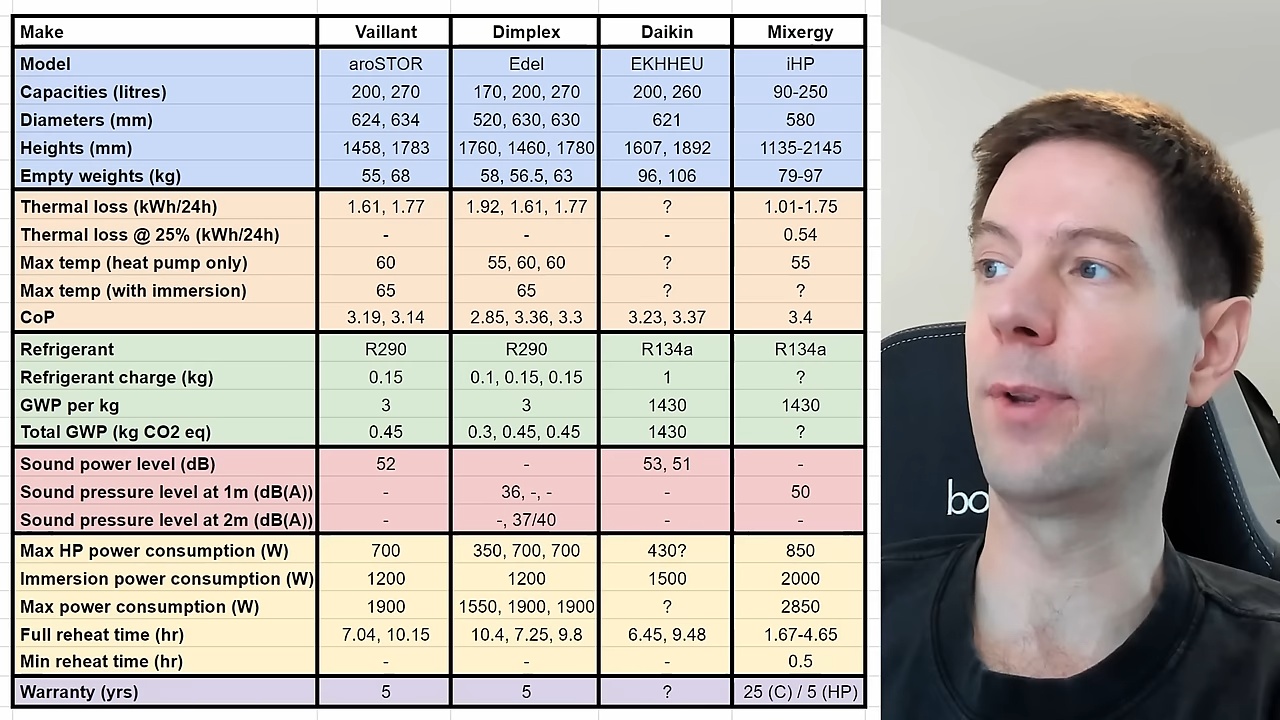 Make Vaillant Dimplex Daikin Mixergy
Model aroSTOR Edel EKHHEU iHP
Capacities (litres) 200, 270 170, 200, 270 200, 260 90-250
Diameters (mm) 624, 634 520, 630, 630 621 580
Heights (mm) 1458, 1783 1760, 1460, 1780 1607, 1892 1135-2145
Empty weights (kg) 55, 68 58, 56.5, 63 96, 106 79-97
Thermal loss (kWh/24h) 1.61, 1.77 1.92, 1.61, 1.77 ? 1.01-1.75
Thermal loss @ 25% (kWh/24h) - - - 0.54
Max temp (heat pump only) 60 55, 60, 60 ? 55
Max temp (with immersion) 65 65 ? ?
CoP 3.19, 3.14 2.85, 3.36, 3.3 3.23, 3.37 3.4
Refrigerant R290 R290 R134a R134a
Refrigerant charge (kg) 0.15 0.1, 0.15, 0.15 1 ?
GWP per kg 3 3 1430 1430
Total GWP (kg CO2 eq) 0.45 0.3, 0.45, 0.45 1430 ?
Sound power level (dB) 52 - 53, 51 -
Sound pressure level at 1m (dB(A)) - 36, -, - - 50
Sound pressure level at 2m (dB(A)) - -, 37/40 - -
Max HP power consumption (W) 700 350, 700, 700 430? 850
Immersion power consumption (W) 1200 1200 1500 2000
Max power consumption (W) 1900 1550, 1900, 1900 ? 2850
Full reheat time (hr) 7.04, 10.15 10.4, 7.25, 9.8 6.45, 9.48 1.67-4.65
Min reheat time (hr) - - - 0.5
Warranty (yrs) 5 5 ? 25 (C) / 5 (HP)